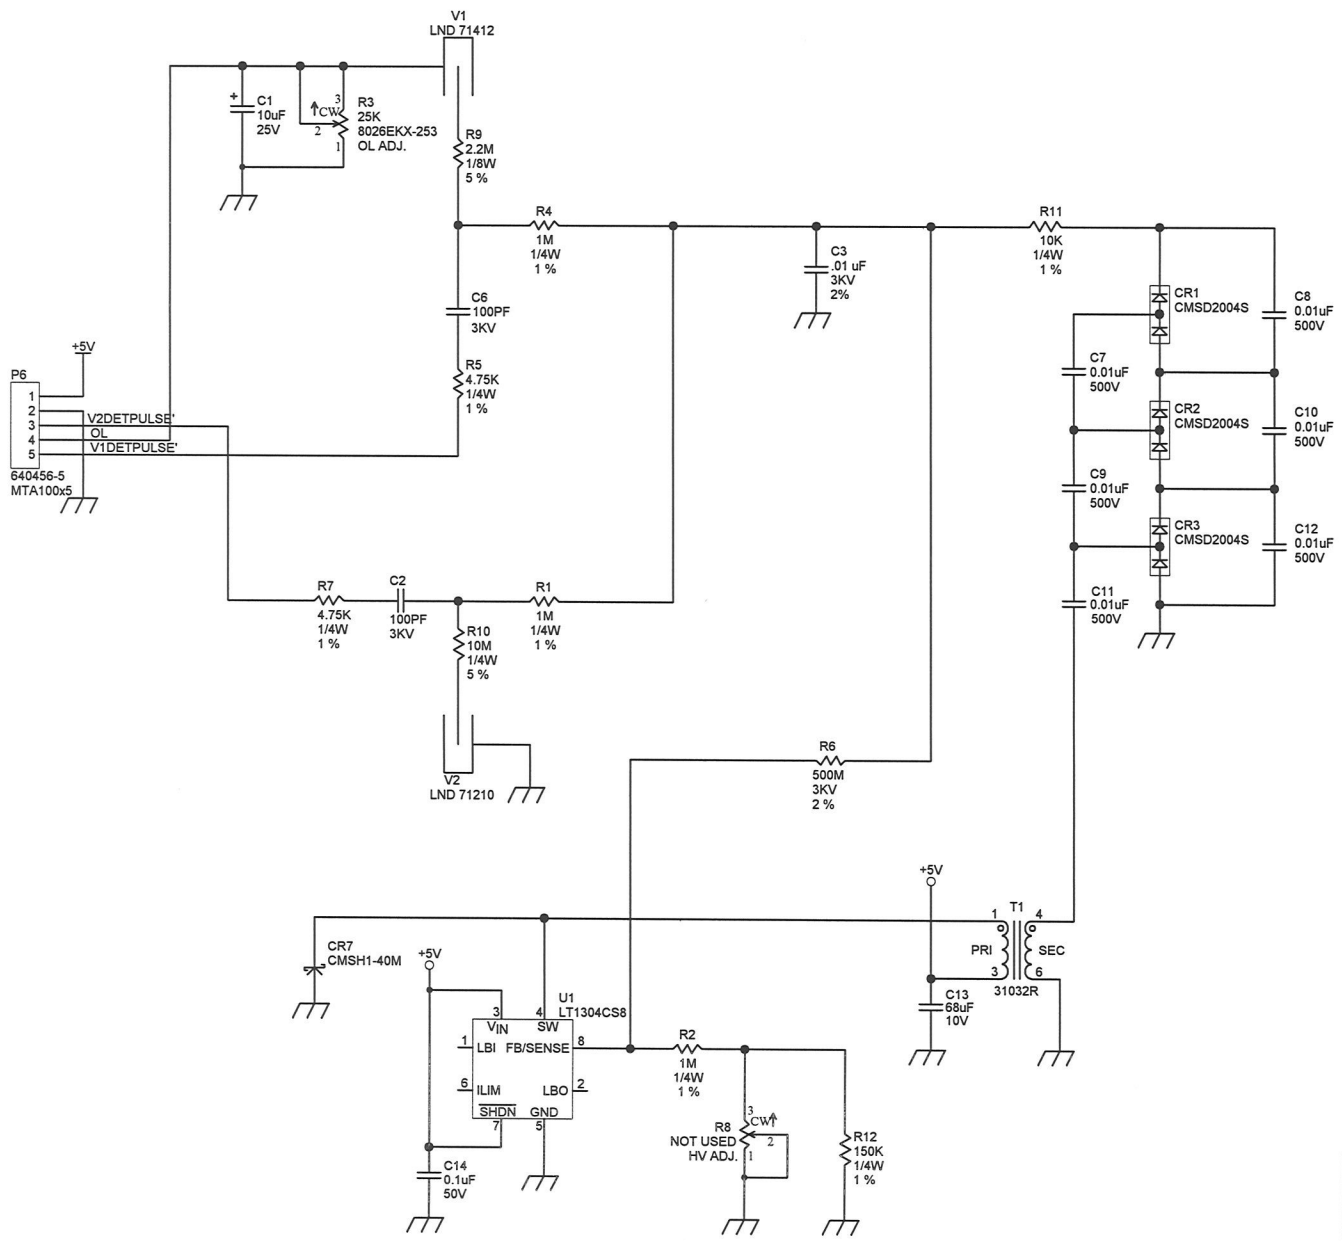 V1
LND 71412
+
C1
10uF
25V
3
↑CW
2
1
R3
25K
8026EKX-253
OL ADJ.
R9
2.2M
1/8W
5 %
R4
1M
1/4W
1 %
R11
10K
1/4W
1 %
C3
.01 uF
3KV
2%
C6
100PF
3KV
CR1
CMSD2004S
C8
0.01uF
500V
+5V
P6
1
2
3
4
5
V2DETPULSE'
OL
V1DETPULSE'
640456-5
MTA100x5
R5
4.75K
1/4W
1 %
C7
0.01uF
500V
CR2
CMSD2004S
C10
0.01uF
500V
C9
0.01uF
500V
CR3
CMSD2004S
C12
0.01uF
500V
R7
4.75K
1/4W
1 %
C2
100PF
3KV
R1
1M
1/4W
1 %
C11
0.01uF
500V
R10
10M
1/4W
5 %
V2
LND 71210
R6
500M
3KV
2 %
+5V
1
T1
4
PRI
SEC
3
6
31032R
C13
68uF
10V
CR7
CMSH1-40M
+5V
U1
LT1304CS8
3
4
VIN
SW
1
LBI
FB/SENSE
8
6
ILIM
LBO
2
SHDN
GND
7
5
R2
1M
1/4W
1 %
3
CW↑
2
1
R8
NOT USED
HV ADJ.
R12
150K
1/4W
1 %
C14
0.1uF
50V